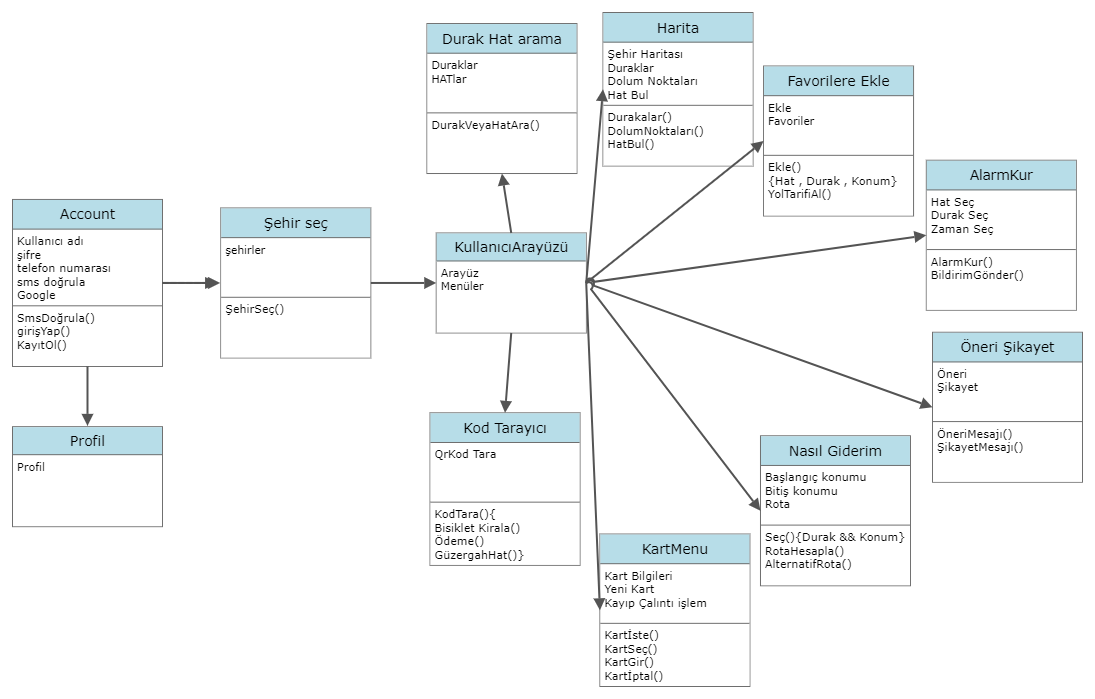 Durak Hat arama
Duraklar
HATlar
DurakVeyaHatAra()
Harita
Şehir Haritası
Duraklar
Dolum Noktaları
Hat Bul
Durakalar()
DolumNoktaları()
HatBul()
Favorilere Ekle
Ekle
Favoriler
Ekle()
{Hat , Durak , Konum}
YolTarifiAl()
AlarmKur
Hat Seç
Durak Seç
Zaman Seç
AlarmKur()
BildirimGönder()
Account
Kullanıcı adı
şifre
telefon numarası
sms doğrula
Google
SmsDoğrula()
girişYap()
KayıtOl()
Şehir seç
şehirler
ŞehirSeç()
KullanıcıArayüzü
Arayüz
Menüler
Öneri Şikayet
Öneri
Şikayet
ÖneriMesajı()
ŞikayetMesajı()
Profil
Profil
Kod Tarayıcı
QrKod Tara
KodTara(){
Bisiklet Kirala()
Ödeme()
GüzergahHat()}
Nasıl Giderim
Başlangıç konumu
Bitiş konumu
Rota
Seç(){Durak && Konum}
RotaHesapla()
AlternatifRota()
KartMenu
Kart Bilgileri
Yeni Kart
Kayıp Çalıntı işlem
Kartİste()
KartSeç()
KartGir()
Kartİptal()